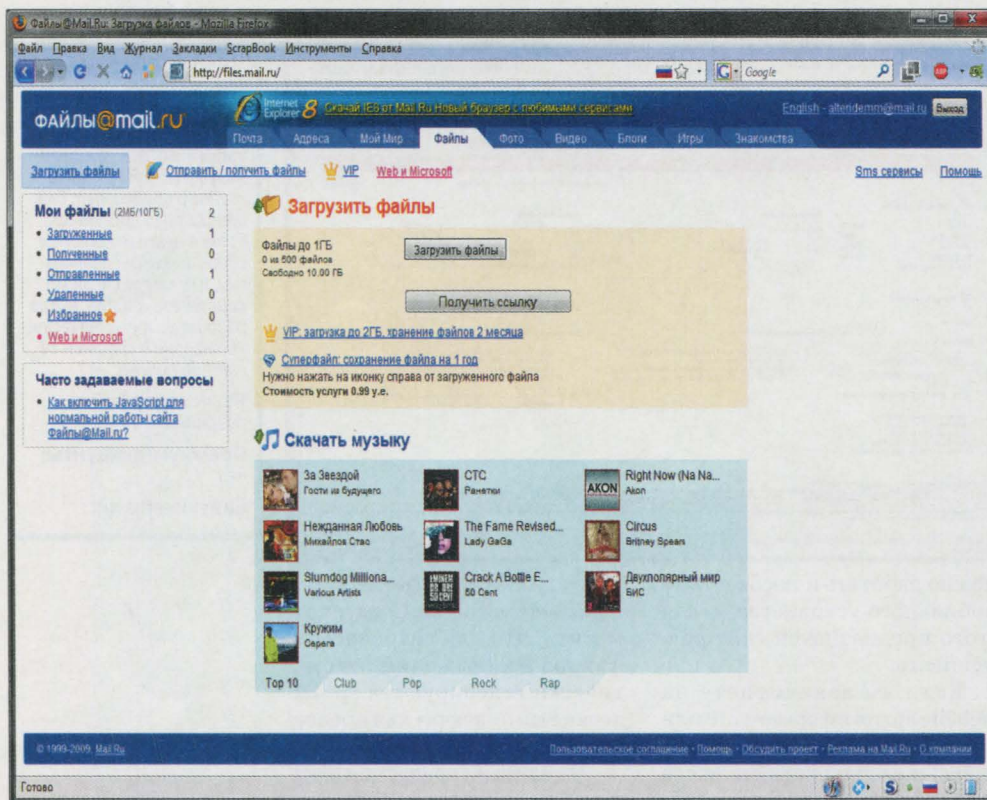 Файлы@Mail.Ru: Загрузка файлов - Mozilla Firefox
Файл Правка Вид Журнал Закладки ScrapBook Инструменты Справка
http://files.mail.ru/
Google
ФАЙЛЫ@mail.ru
Internet Explorer 8 Скачай IE8 от Mail.Ru Новый браузер с любимыми сервисами
English - altendemm@mail.ru Выход
Почта Адреса Мой Мир Файлы Фото Видео Блоги Игры Знакомства
Загрузить файлы Отправить / получить файлы VIP Web и Microsoft Sms сервисы Помощь
Мои файлы (2МБ/10ГБ) 2
• Загруженные 1
• Полученные 0
• Отправленные 1
• Удаленные 0
• Избранное 0
• Web и Microsoft
Часто задаваемые вопросы
• Как включить JavaScript для
нормальной работы сайта
Файлы@Mail.ru?
Загрузить файлы
Файлы до 1ГБ
0 из 500 файлов
Свободно 10.00 ГБ
Загрузить файлы
Получить ссылку
VIP: загрузка до 2ГБ, хранение файлов 2 месяца
Суперфайл: сохранение файла на 1 год
Нужно нажать на иконку справа от загруженного файла
Стоимость услуги 0.99 у.е.
Скачать музыку
За Звездой
Гости из будущего
СТС
Ранетки
AKON
Right Now (Na Na...
Akon
Нежданная Любовь
Михайлов Стас
The Fame Revised...
Lady GaGa
Circus
Britney Spears
Slumdog Milliona...
Various Artists
Crack A Bottle E...
50 Cent
Двухполярный мир
БИС
Кружим
Серега
Top 10 Club Pop Rock Rap
© 1999-2009, Mail.Ru
Пользовательское соглашение · Помощь · Обсудить проект · Реклама на Mail.Ru · О компании
Готово